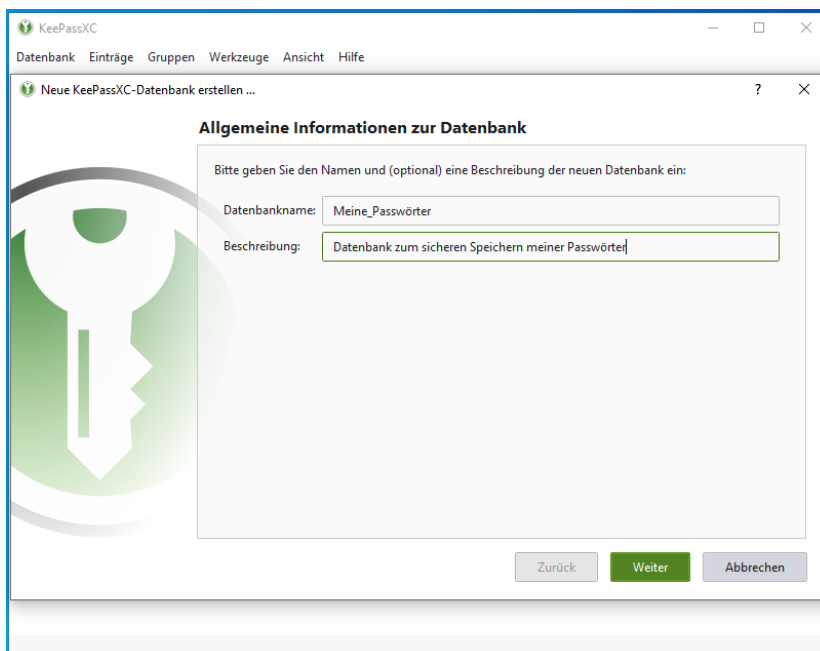 KeePassXC
Datenbank Einträge Gruppen Werkzeuge Ansicht Hilfe
Neue KeePassXC-Datenbank erstellen ...
?
Allgemeine Informationen zur Datenbank
Bitte geben Sie den Namen und (optional) eine Beschreibung der neuen Datenbank ein:
Datenbankname: Meine_Passwörter
Beschreibung: Datenbank zum sicheren Speichern meiner Passwörter
Zurück Weiter Abbrechen